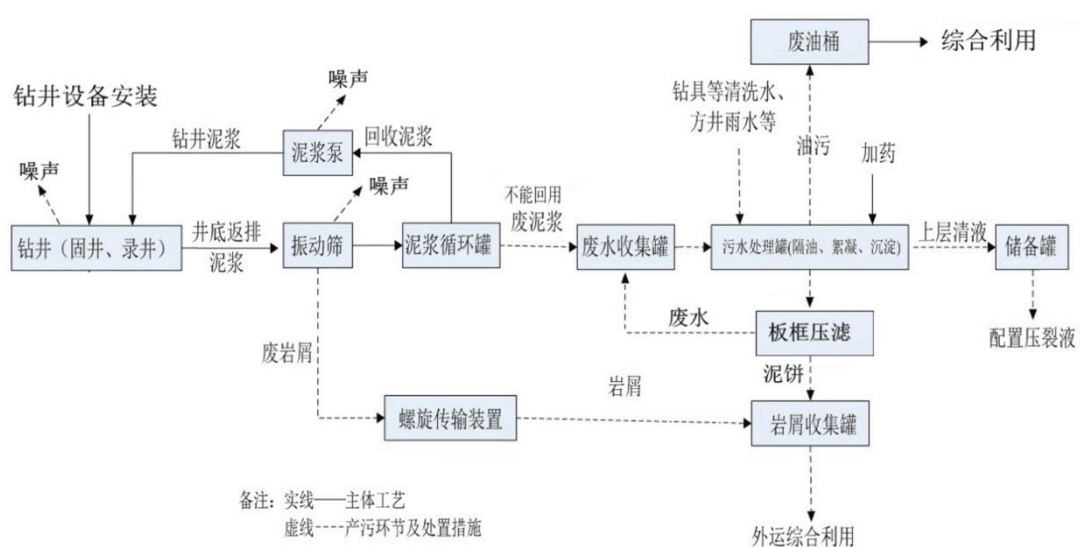 废油桶
综合利用
钻井设备安装
噪声
钻具等清洗水、
方井雨水等
油污
加药
钻井泥浆
泥浆泵
回收泥浆
噪声
噪声
不能回用
废泥浆
钻井（固井、录井）
井底返排
泥浆
振动筛
泥浆循环罐
废水收集罐
污水处理罐(隔油、絮凝、沉淀)
上层清液
储备罐
废水
板框压滤
配置压裂液
废岩屑
泥饼
岩屑
螺旋传输装置
岩屑收集罐
备注：实线——主体工艺
虚线----产污环节及处置措施
外运综合利用